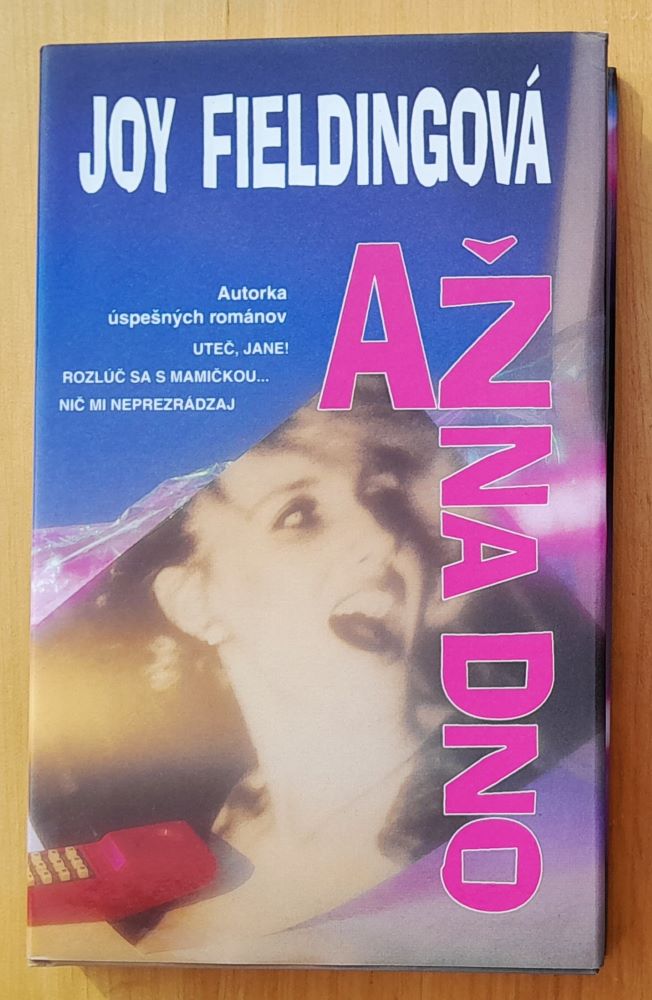 JOY FIELDINGOVÁ
AŽ NA DNO
Autorka
úspešných románov
UTEČ, JANE!
ROZLÚČ SA S MAMIČKOU...
NIČ MI NEPREZRÁDZAJ